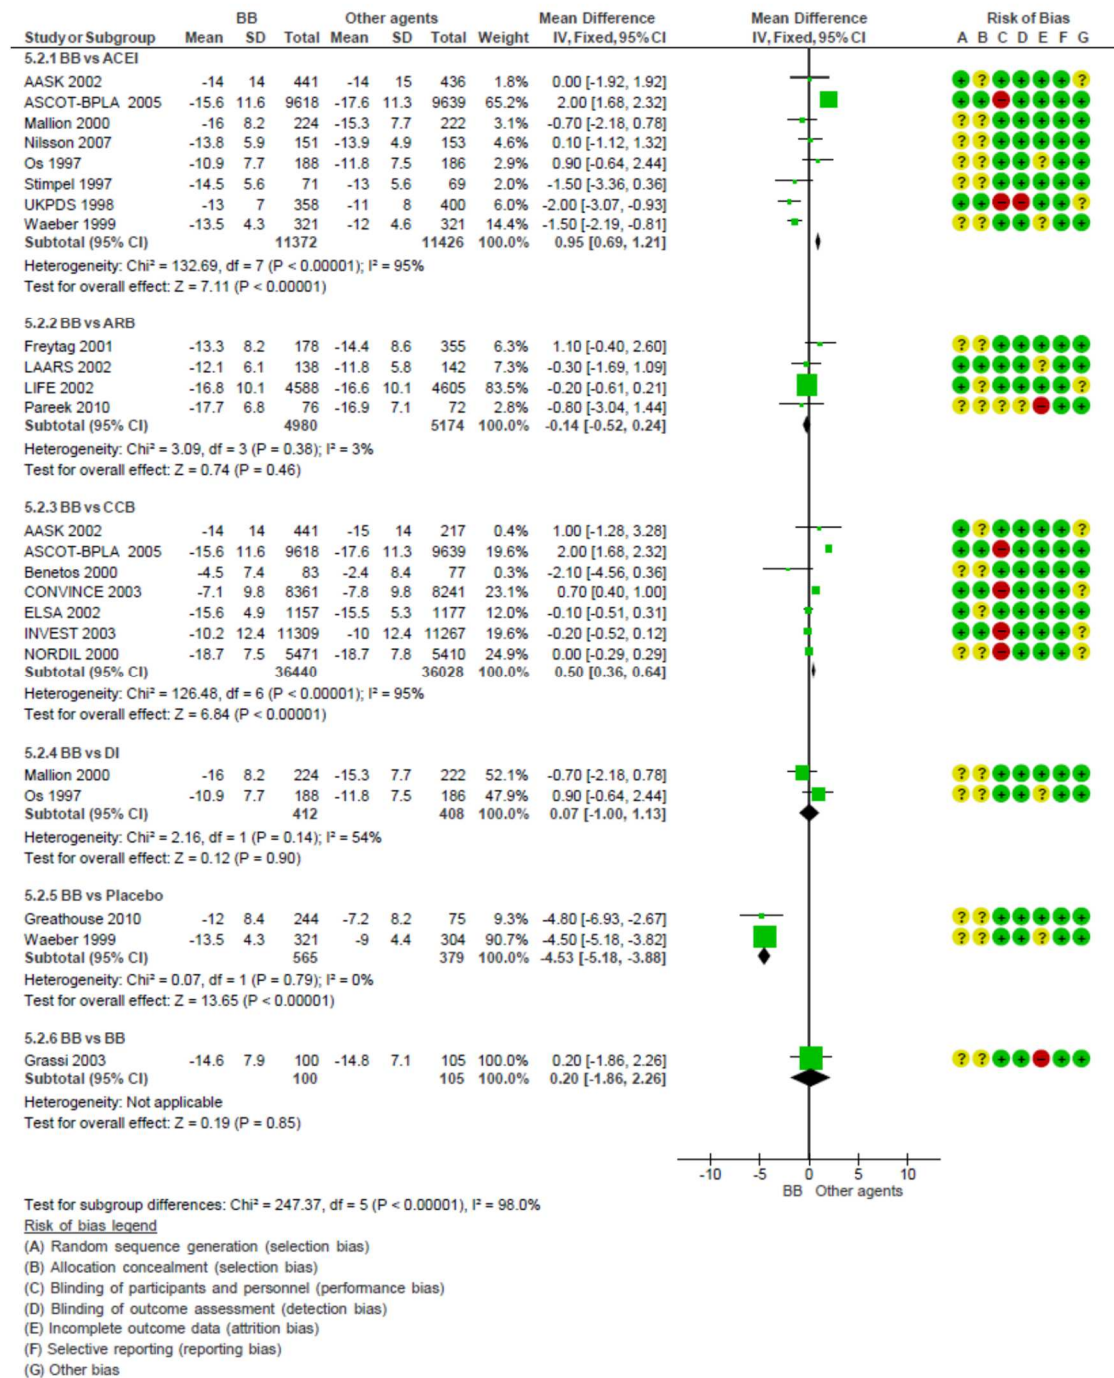 BB Other agents Mean Difference Mean Difference Risk of Bias
Study or Subgroup Mean SD Total Mean SD Total Weight IV, Fixed, 95% CI IV, Fixed, 95% CI A B C D E F G
5.2.1 BB vs ACEI
AASK 2002 -14 14 441 -14 15 436 1.8% 0.00 [-1.92, 1.92] + ? + + + + ?
ASCOT-BPLA 2005 -15.6 11.6 9618 -17.6 11.3 9639 65.2% 2.00 [1.68, 2.32] + + − + + + +
Mallion 2000 -16 8.2 224 -15.3 7.7 222 3.1% -0.70 [-2.18, 0.78] ? ? + + + + +
Nilsson 2007 -13.8 5.9 151 -13.9 4.9 153 4.6% 0.10 [-1.12, 1.32] ? ? + + + + +
Os 1997 -10.9 7.7 188 -11.8 7.5 186 2.9% 0.90 [-0.64, 2.44] ? ? + + ? + +
Stimpel 1997 -14.5 5.6 71 -13 5.6 69 2.0% -1.50 [-3.36, 0.36] ? ? + + + + +
UKPDS 1998 -13 7 358 -11 8 400 6.0% -2.00 [-3.07, -0.93] + + − − + + ?
Waeber 1999 -13.5 4.3 321 -12 4.6 321 14.4% -1.50 [-2.19, -0.81] ? ? + + ? + +
Subtotal (95% CI) 11372 11426 100.0% 0.95 [0.69, 1.21]
Heterogeneity: Chi² = 132.69, df = 7 (P < 0.00001); I² = 95%
Test for overall effect: Z = 7.11 (P < 0.00001)
5.2.2 BB vs ARB
Freytag 2001 -13.3 8.2 178 -14.4 8.6 355 6.3% 1.10 [-0.40, 2.60] ? ? + + + + +
LAARS 2002 -12.1 6.1 138 -11.8 5.8 142 7.3% -0.30 [-1.69, 1.09] + + + + ? + +
LIFE 2002 -16.8 10.1 4588 -16.6 10.1 4605 83.5% -0.20 [-0.61, 0.21] + ? + + + + ?
Pareek 2010 -17.7 6.8 76 -16.9 7.1 72 2.8% -0.80 [-3.04, 1.44] ? ? ? ? − + +
Subtotal (95% CI) 4980 5174 100.0% -0.14 [-0.52, 0.24]
Heterogeneity: Chi² = 3.09, df = 3 (P = 0.38); I² = 3%
Test for overall effect: Z = 0.74 (P = 0.46)
5.2.3 BB vs CCB
AASK 2002 -14 14 441 -15 14 217 0.4% 1.00 [-1.28, 3.28] + ? + + + + ?
ASCOT-BPLA 2005 -15.6 11.6 9618 -17.6 11.3 9639 19.6% 2.00 [1.68, 2.32] + + − + + + +
Benetos 2000 -4.5 7.4 83 -2.4 8.4 77 0.3% -2.10 [-4.56, 0.36] ? ? + + + + +
CONVINCE 2003 -7.1 9.8 8361 -7.8 9.8 8241 23.1% 0.70 [0.40, 1.00] + + − + + + ?
ELSA 2002 -15.6 4.9 1157 -15.5 5.3 1177 12.0% -0.10 [-0.51, 0.31] + ? + + + + +
INVEST 2003 -10.2 12.4 11309 -10 12.4 11267 19.6% -0.20 [-0.52, 0.12] + + − + + + ?
NORDIL 2000 -18.7 7.5 5471 -18.7 7.8 5410 24.9% 0.00 [-0.29, 0.29] ? ? − + + + ?
Subtotal (95% CI) 36440 36028 100.0% 0.50 [0.36, 0.64]
Heterogeneity: Chi² = 126.48, df = 6 (P < 0.00001); I² = 95%
Test for overall effect: Z = 6.84 (P < 0.00001)
5.2.4 BB vs DI
Mallion 2000 -16 8.2 224 -15.3 7.7 222 52.1% -0.70 [-2.18, 0.78] ? ? + + + + +
Os 1997 -10.9 7.7 188 -11.8 7.5 186 47.9% 0.90 [-0.64, 2.44] ? ? + + ? + +
Subtotal (95% CI) 412 408 100.0% 0.07 [-1.00, 1.13]
Heterogeneity: Chi² = 2.16, df = 1 (P = 0.14); I² = 54%
Test for overall effect: Z = 0.12 (P = 0.90)
5.2.5 BB vs Placebo
Greathouse 2010 -12 8.4 244 -7.2 8.2 75 9.3% -4.80 [-6.93, -2.67] ? ? + + + + +
Waeber 1999 -13.5 4.3 321 -9 4.4 304 90.7% -4.50 [-5.18, -3.82] ? ? + + ? + +
Subtotal (95% CI) 565 379 100.0% -4.53 [-5.18, -3.88]
Heterogeneity: Chi² = 0.07, df = 1 (P = 0.79); I² = 0%
Test for overall effect: Z = 13.65 (P < 0.00001)
5.2.6 BB vs BB
Grassi 2003 -14.6 7.9 100 -14.8 7.1 105 100.0% 0.20 [-1.86, 2.26] ? ? + + − + +
Subtotal (95% CI) 100 105 100.0% 0.20 [-1.86, 2.26]
Heterogeneity: Not applicable
Test for overall effect: Z = 0.19 (P = 0.85)
-10 -5 0 5 10
BB Other agents
Test for subgroup differences: Chi² = 247.37, df = 5 (P < 0.00001), I² = 98.0%
Risk of bias legend
(A) Random sequence generation (selection bias)
(B) Allocation concealment (selection bias)
(C) Blinding of participants and personnel (performance bias)
(D) Blinding of outcome assessment (detection bias)
(E) Incomplete outcome data (attrition bias)
(F) Selective reporting (reporting bias)
(G) Other bias